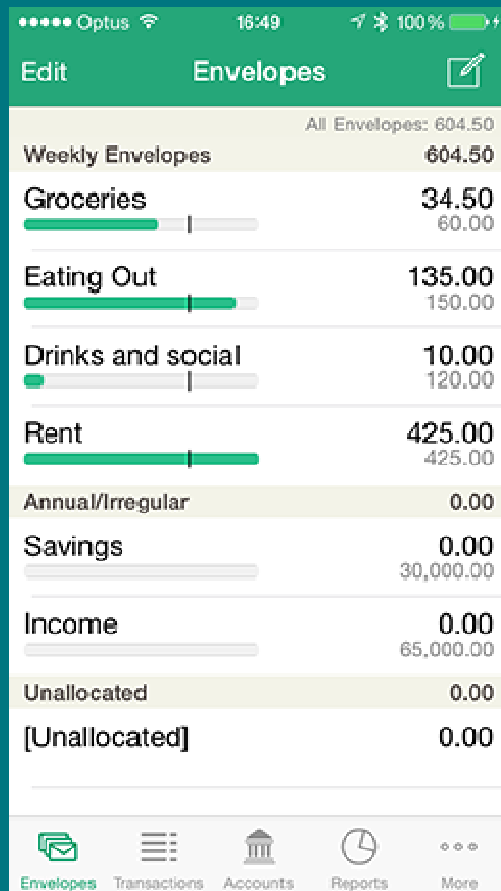 Optus 16:49 100 %
Edit Envelopes
All Envelopes: 604.50
Weekly Envelopes 604.50
Groceries 34.50
60.00
Eating Out 135.00
150.00
Drinks and social 10.00
120.00
Rent 425.00
425.00
Annual/Irregular 0.00
Savings 0.00
30,000.00
Income 0.00
65,000.00
Unallocated 0.00
[Unallocated] 0.00
Envelopes Transactions Accounts Reports More